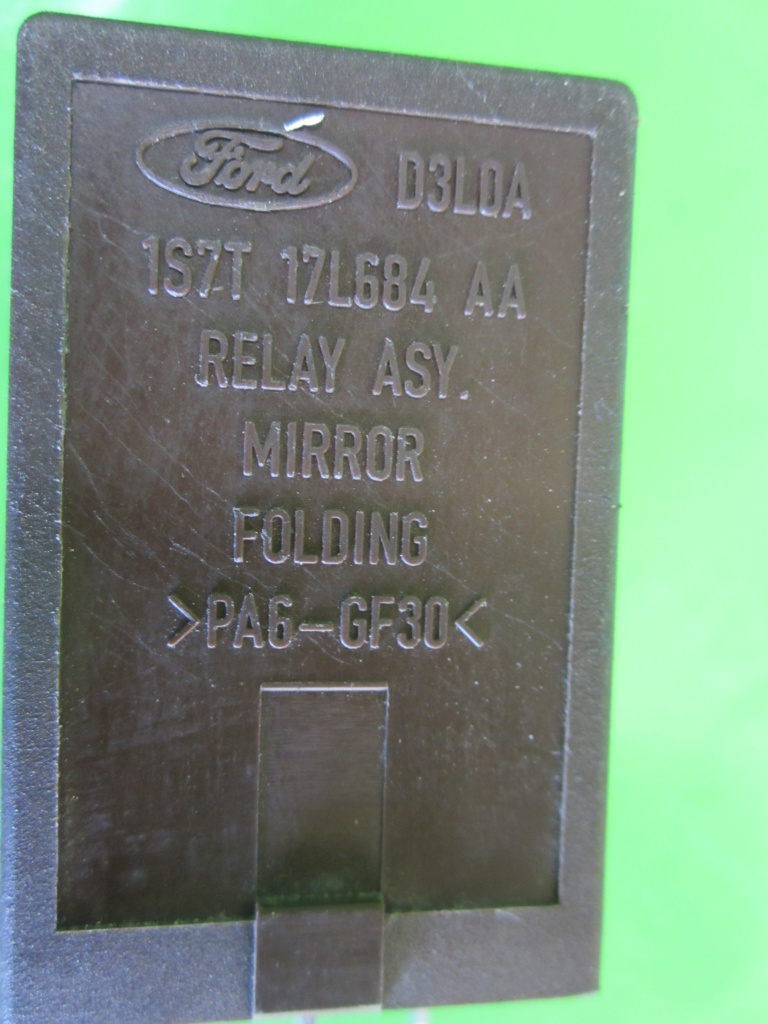 Ford D3L0A
1S7T 17L684 AA
RELAY ASY.
MIRROR
FOLDING
>PA6-GF30<